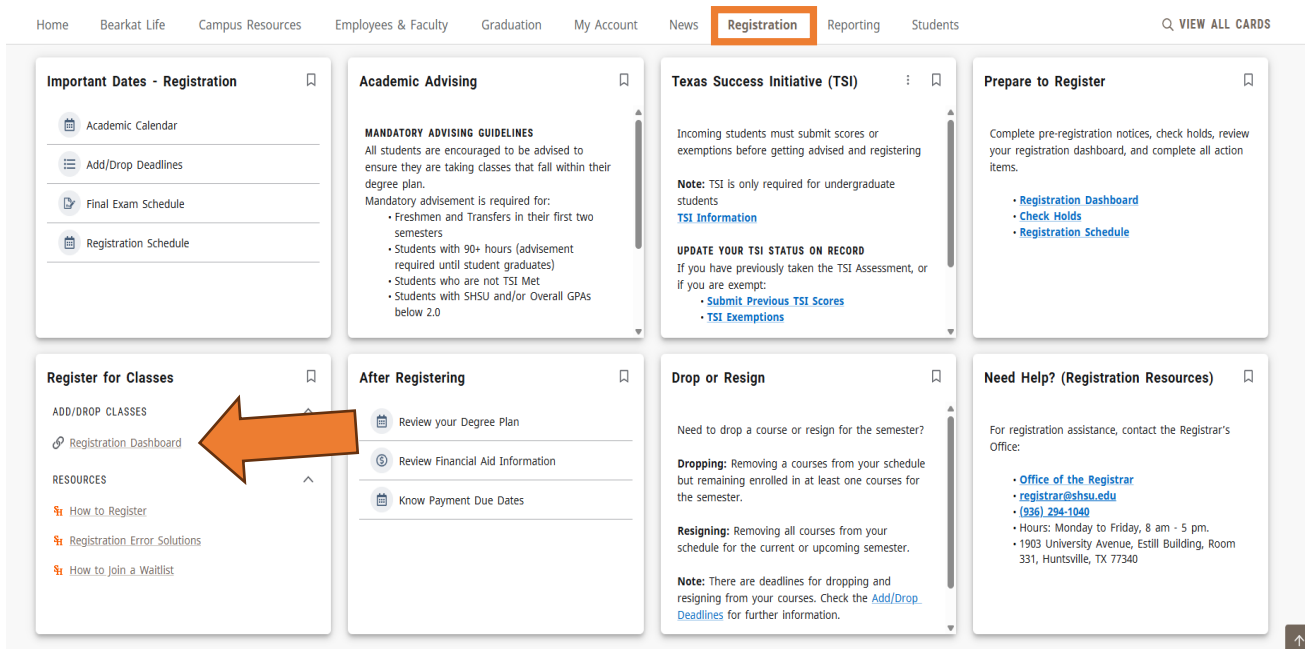 Home Bearkat Life Campus Resources Employees & Faculty Graduation My Account News Registration Reporting Students VIEW ALL CARDS
Important Dates - Registration
Academic Calendar
Add/Drop Deadlines
Final Exam Schedule
Registration Schedule
Academic Advising
MANDATORY ADVISING GUIDELINES
All students are encouraged to be advised to
ensure they are taking classes that fall within their
degree plan.
Mandatory advisement is required for:
• Freshmen and Transfers in their first two
semesters
• Students with 90+ hours (advisement
required until student graduates)
• Students who are not TSI Met
• Students with SHSU and/or Overall GPAs
below 2.0
Texas Success Initiative (TSI)
Incoming students must submit scores or
exemptions before getting advised and registering
Note: TSI is only required for undergraduate
students
TSI Information
UPDATE YOUR TSI STATUS ON RECORD
If you have previously taken the TSI Assessment, or
if you are exempt:
• Submit Previous TSI Scores
• TSI Exemptions
Prepare to Register
Complete pre-registration notices, check holds, review
your registration dashboard, and complete all action
items.
• Registration Dashboard
• Check Holds
• Registration Schedule
Register for Classes
ADD/DROP CLASSES
Registration Dashboard
RESOURCES
SH How to Register
SH Registration Error Solutions
SH How to Join a Waitlist
After Registering
Review your Degree Plan
Review Financial Aid Information
Know Payment Due Dates
Drop or Resign
Need to drop a course or resign for the semester?
Dropping: Removing a courses from your schedule
but remaining enrolled in at least one courses for
the semester.
Resigning: Removing all courses from your
schedule for the current or upcoming semester.
Note: There are deadlines for dropping and
resigning from your courses. Check the Add/Drop
Deadlines for further information.
Need Help? (Registration Resources)
For registration assistance, contact the Registrar's
Office:
• Office of the Registrar
• registrar@shsu.edu
• (936) 294-1040
• Hours: Monday to Friday, 8 am - 5 pm.
• 1903 University Avenue, Estill Building, Room
331, Huntsville, TX 77340